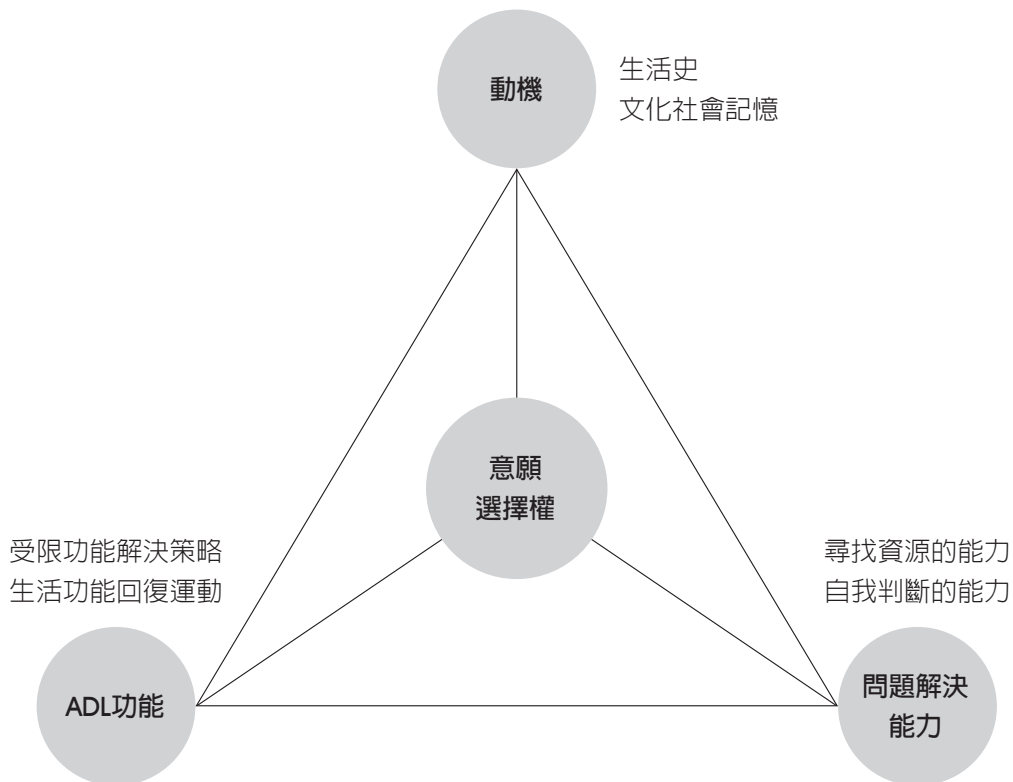 動機
生活史
文化社會記憶
意願
選擇權
受限功能解決策略
生活功能回復運動
ADL功能
尋找資源的能力
自我判斷的能力
問題解決
能力